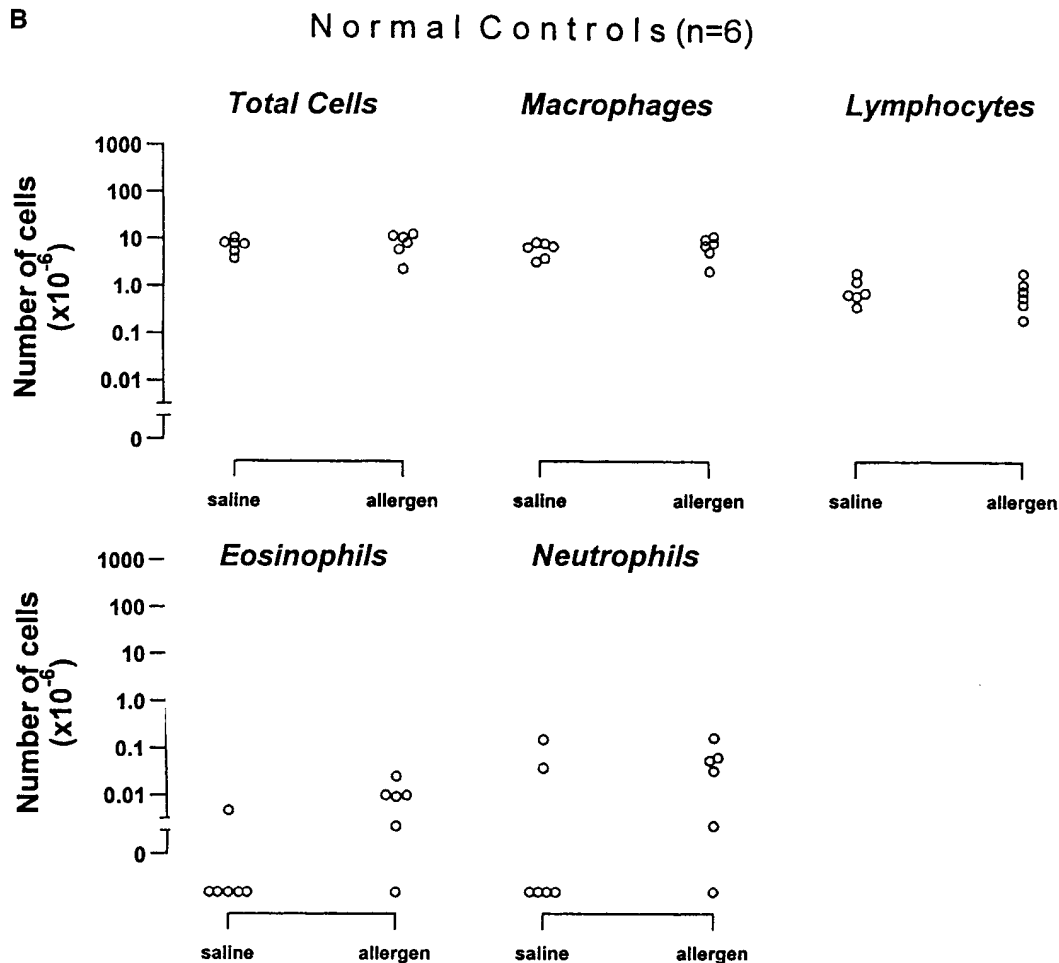 B
N o r m a l C o n t r o l s (n=6)
Total Cells
Macrophages
Lymphocytes
Number of cells
(x10⁻⁶)
1000
100
10
1.0
0.1
0.01
0
saline
allergen
saline
allergen
saline
allergen
Eosinophils
Neutrophils
Number of cells
(x10⁻⁶)
1000
100
10
1.0
0.1
0.01
0
saline
allergen
saline
allergen